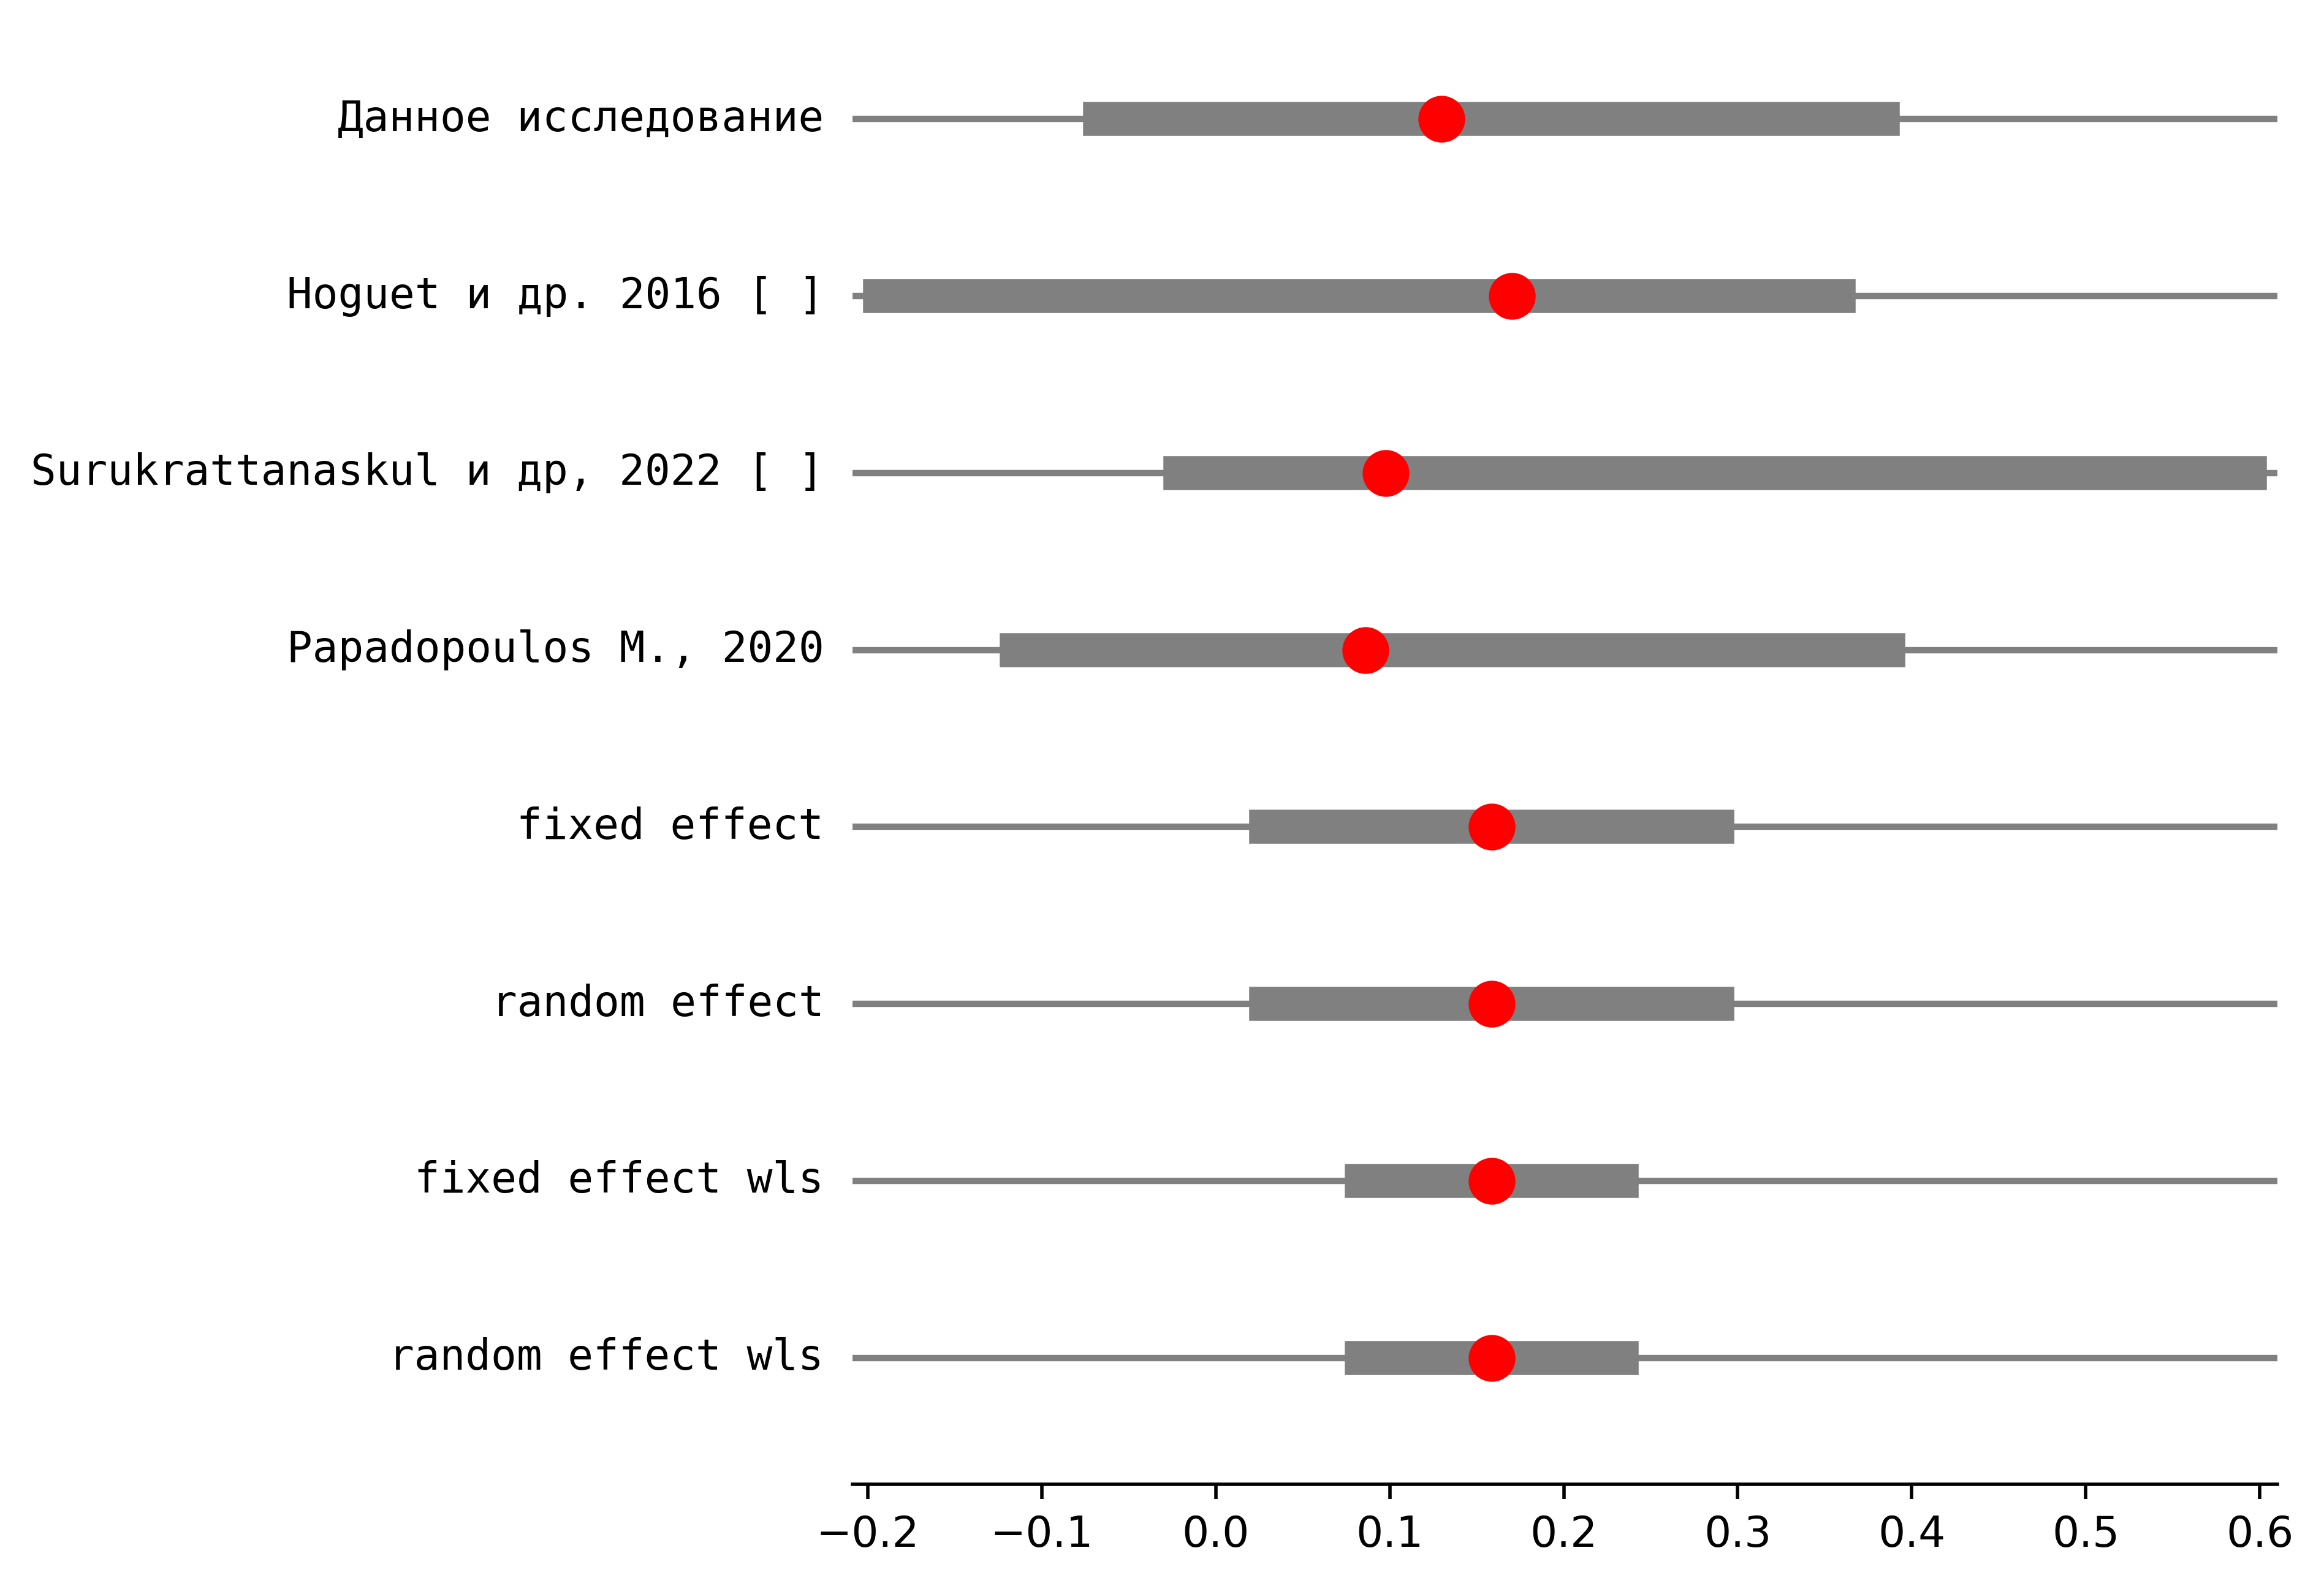 Данное исследование
Hoguet и др. 2016 [ ]
Surukrattanaskul и др, 2022 [ ]
Papadopoulos M., 2020
fixed effect
random effect
fixed effect wls
random effect wls
−0.2 −0.1 0.0 0.1 0.2 0.3 0.4 0.5 0.6